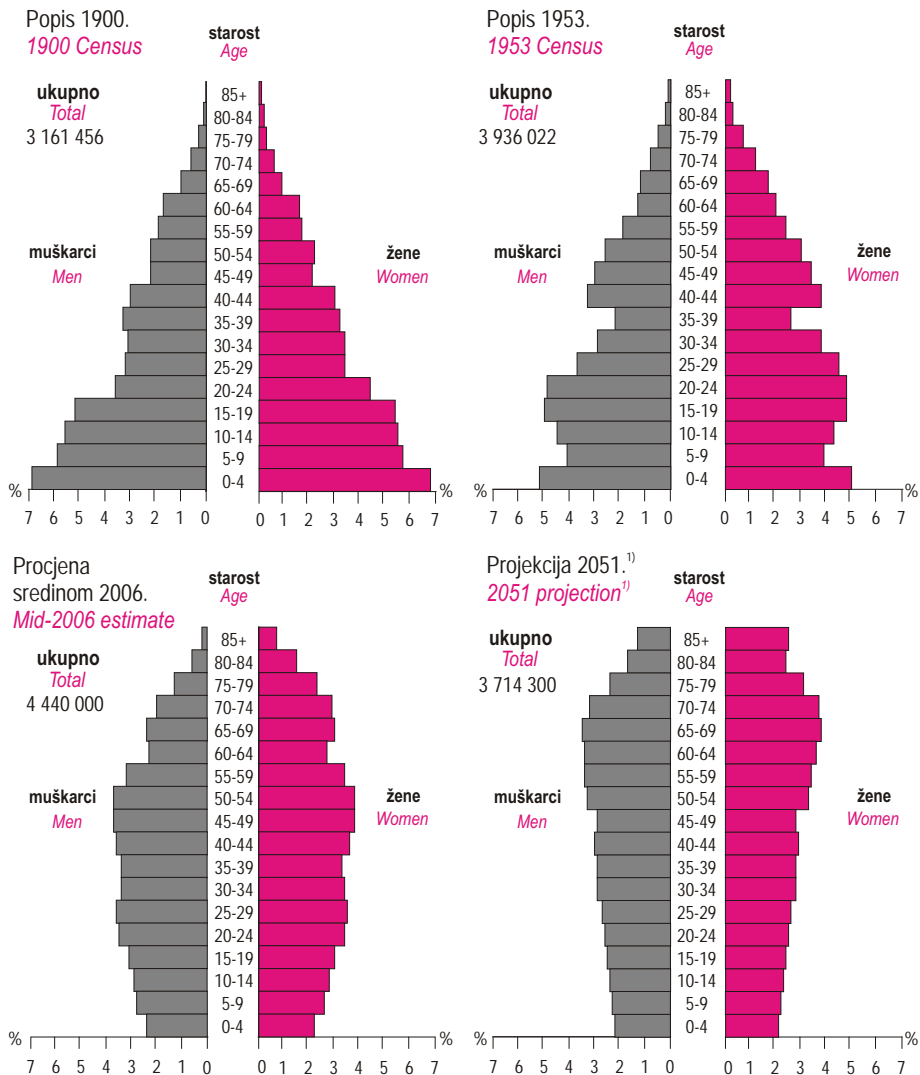 Popis 1900.
1900 Census
starost
Age
ukupno
Total
3 161 456
muškarci
Men
žene
Women
85+
80-84
75-79
70-74
65-69
60-64
55-59
50-54
45-49
40-44
35-39
30-34
25-29
20-24
15-19
10-14
5-9
0-4
% %
7 6 5 4 3 2 1 0 0 1 2 3 4 5 6 7
Popis 1953.
1953 Census
starost
Age
ukupno
Total
3 936 022
muškarci
Men
žene
Women
85+
80-84
75-79
70-74
65-69
60-64
55-59
50-54
45-49
40-44
35-39
30-34
25-29
20-24
15-19
10-14
5-9
0-4
% %
7 6 5 4 3 2 1 0 0 1 2 3 4 5 6 7
Procjena
sredinom 2006.
Mid-2006 estimate
starost
Age
ukupno
Total
4 440 000
muškarci
Men
žene
Women
85+
80-84
75-79
70-74
65-69
60-64
55-59
50-54
45-49
40-44
35-39
30-34
25-29
20-24
15-19
10-14
5-9
0-4
% %
7 6 5 4 3 2 1 0 0 1 2 3 4 5 6 7
Projekcija 2051.1)
2051 projection1)
starost
Age
ukupno
Total
3 714 300
muškarci
Men
žene
Women
85+
80-84
75-79
70-74
65-69
60-64
55-59
50-54
45-49
40-44
35-39
30-34
25-29
20-24
15-19
10-14
5-9
0-4
% %
7 6 5 4 3 2 1 0 0 1 2 3 4 5 6 7